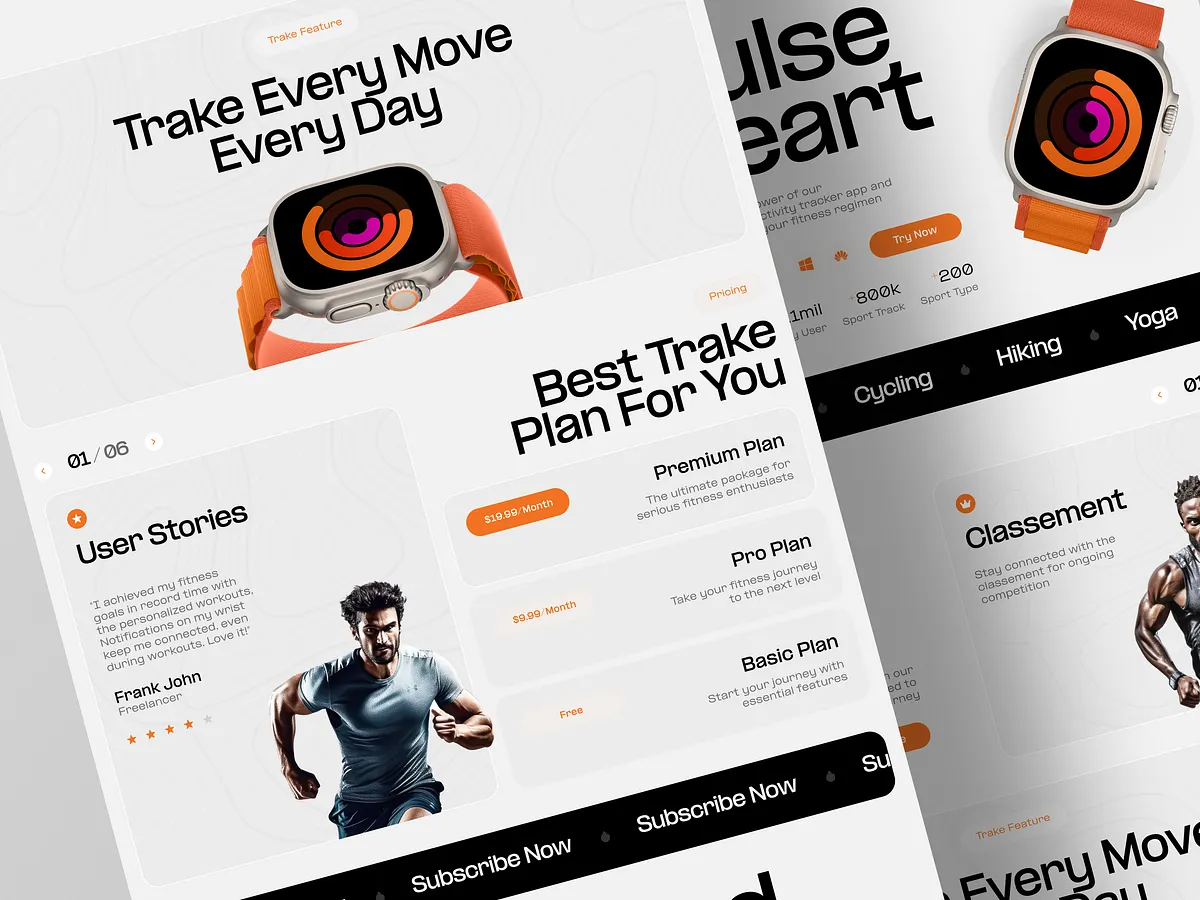 Trake Feature
Trake Every Move
Every Day
Pricing
Best Trake
Plan For You
01 / 06
User Stories
"I achieved my fitness
goals in record time with
the personalized workouts,
Notifications on my wrist
keep me connected, even
during workouts. Love it!"
Frank John
Freelancer
Premium Plan
The ultimate package for
serious fitness enthusiasts
$19.99/Month
Pro Plan
Take your fitness journey
to the next level
$9.99/Month
Basic Plan
Start your journey with
essential features
Free
Subscribe Now
Subscribe Now
Su
ulse
eart
ower of our
ctivity tracker app and
your fitness regimen
Try Now
1mil
User
+800k
Sport Track
+200
Sport Type
Cycling
Hiking
Yoga
01
Classement
Stay connected with the
classement for ongoing
competition
our
ed to
rney
Trake Feature
Every Move
Day